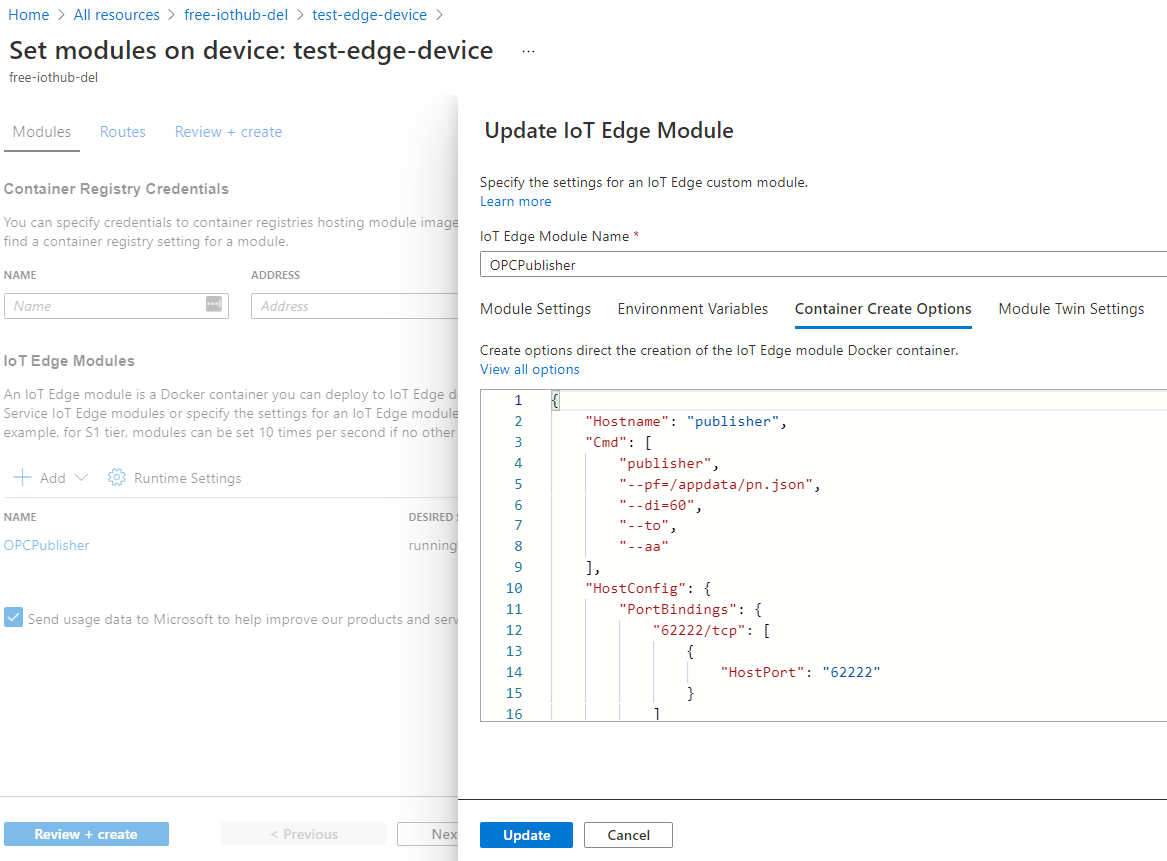 Home > All resources > free-iothub-del > test-edge-device >
Set modules on device: test-edge-device ...
free-iothub-del
Modules Routes Review + create
Container Registry Credentials
You can specify credentials to container registries hosting module image
find a container registry setting for a module.
NAME ADDRESS
Name Address
IoT Edge Modules
An IoT Edge module is a Docker container you can deploy to IoT Edge d
Service IoT Edge modules or specify the settings for an IoT Edge module
example, for S1 tier, modules can be set 10 times per second if no other
Add Runtime Settings
NAME DESIRED S
OPCPublisher running
Send usage data to Microsoft to help improve our products and serv
Review + create < Previous Nex
Update IoT Edge Module
Specify the settings for an IoT Edge custom module.
Learn more
IoT Edge Module Name *
OPCPublisher
Module Settings Environment Variables Container Create Options Module Twin Settings
Create options direct the creation of the IoT Edge module Docker container.
View all options
1 {
2 "Hostname": "publisher",
3 "Cmd": [
4 "publisher",
5 "--pf=/appdata/pn.json",
6 "--di=60",
7 "--to",
8 "--aa"
9 ],
10 "HostConfig": {
11 "PortBindings": {
12 "62222/tcp": [
13 {
14 "HostPort": "62222"
15 }
16 ]
Update Cancel